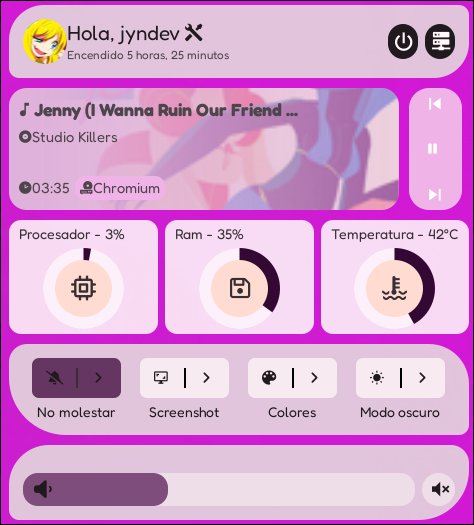 Hola, jyndev
Encendido 5 horas, 25 minutos
Jenny (I Wanna Ruin Our Friend ...
Studio Killers
03:35 Chromium
Procesador - 3% Ram - 35% Temperatura - 42°C
No molestar Screenshot Colores Modo oscuro